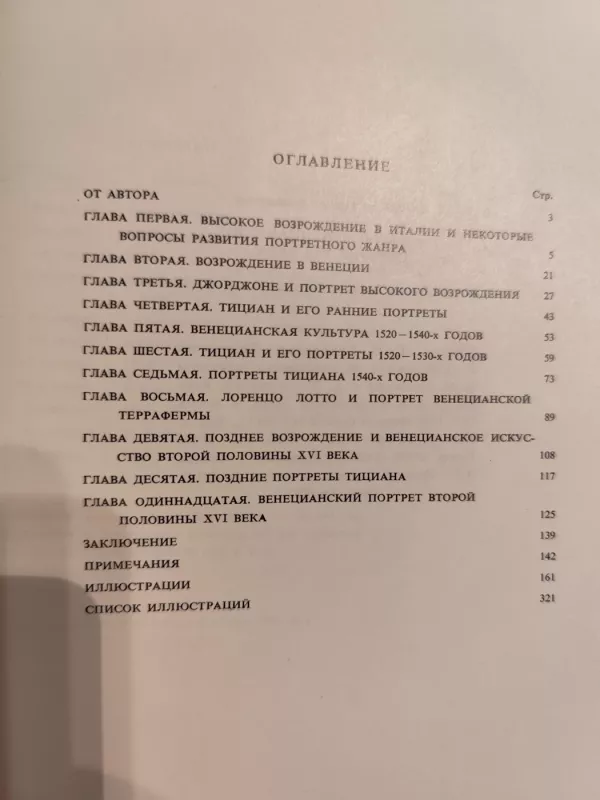 ОГЛАВЛЕНИЕ
Стр.
ОТ АВТОРА 3
ГЛАВА ПЕРВАЯ. ВЫСОКОЕ ВОЗРОЖДЕНИЕ В ИТАЛИИ И НЕКОТОРЫЕ
ВОПРОСЫ РАЗВИТИЯ ПОРТРЕТНОГО ЖАНРА 5
ГЛАВА ВТОРАЯ. ВОЗРОЖДЕНИЕ В ВЕНЕЦИИ 21
ГЛАВА ТРЕТЬЯ. ДЖОРДЖОНЕ И ПОРТРЕТ ВЫСОКОГО ВОЗРОЖДЕНИЯ 27
ГЛАВА ЧЕТВЕРТАЯ. ТИЦИАН И ЕГО РАННИЕ ПОРТРЕТЫ 43
ГЛАВА ПЯТАЯ. ВЕНЕЦИАНСКАЯ КУЛЬТУРА 1520—1540-х ГОДОВ 53
ГЛАВА ШЕСТАЯ. ТИЦИАН И ЕГО ПОРТРЕТЫ 1520—1530-х ГОДОВ 59
ГЛАВА СЕДЬМАЯ. ПОРТРЕТЫ ТИЦИАНА 1540-х ГОДОВ 73
ГЛАВА ВОСЬМАЯ. ЛОРЕНЦО ЛОТТО И ПОРТРЕТ ВЕНЕЦИАНСКОЙ
ТЕРРАФЕРМЫ 89
ГЛАВА ДЕВЯТАЯ. ПОЗДНЕЕ ВОЗРОЖДЕНИЕ И ВЕНЕЦИАНСКОЕ ИСКУС-
СТВО ВТОРОЙ ПОЛОВИНЫ XVI ВЕКА 108
ГЛАВА ДЕСЯТАЯ. ПОЗДНИЕ ПОРТРЕТЫ ТИЦИАНА 117
ГЛАВА ОДИННАДЦАТАЯ. ВЕНЕЦИАНСКИЙ ПОРТРЕТ ВТОРОЙ
ПОЛОВИНЫ XVI ВЕКА 125
ЗАКЛЮЧЕНИЕ 139
ПРИМЕЧАНИЯ 142
ИЛЛЮСТРАЦИИ 161
СПИСОК ИЛЛЮСТРАЦИЙ 321